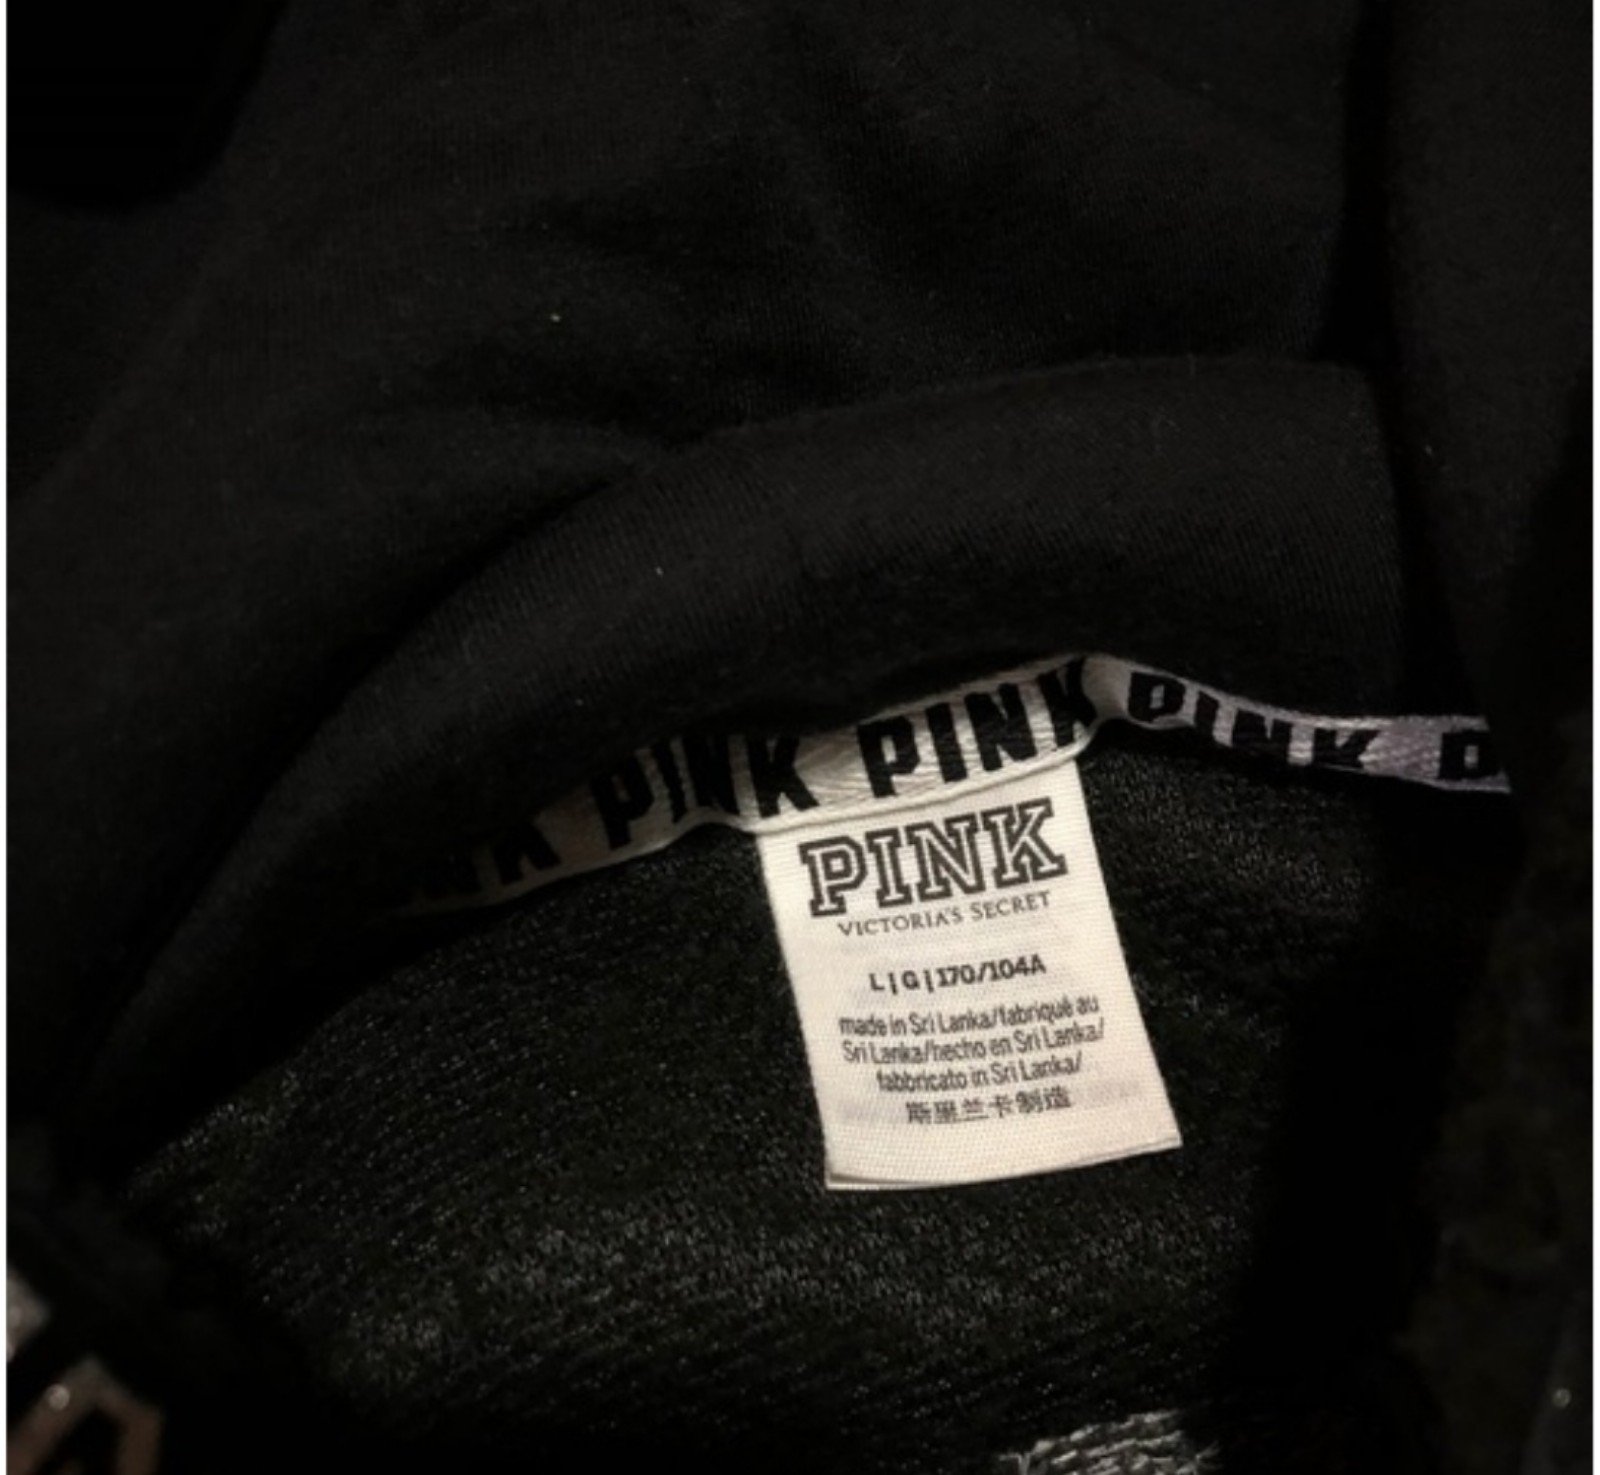 PINK PINK PINK
PINK
VICTORIA'S SECRET
L|G|170/104A
made in Sri Lanka/fabriqué au
Sri Lanka/hecho en Sri Lanka/
fabbricato in Sri Lanka/
斯里兰卡制造